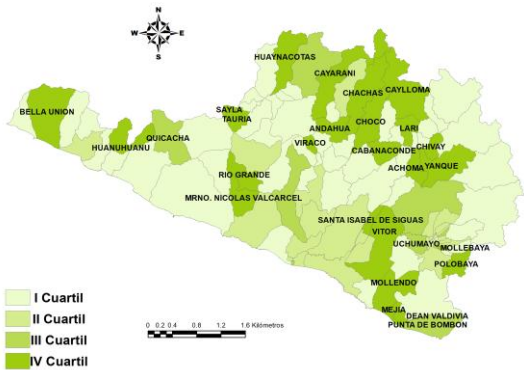 N
W E
S
HUAYNACOTAS
CAYARANI
CHACHAS
CAYLLOMA
BELLA UNION
SAYLA
TAURIA
CHOCO
ANDAHUA
LARI
QUICACHA
HUANUHUANU
VIRACO
CHIVAY
CABANACONDE
ACHOMA
YANQUE
RIO GRANDE
MRNO. NICOLAS VALCARCEL
SANTA ISABEL DE SIGUAS
VITOR
UCHUMAYO
MOLLEBAYA
POLOBAYA
MOLLENDO
MEJIA
DEAN VALDIVIA
PUNTA DE BOMBON
I Cuartil
II Cuartil
III Cuartil
IV Cuartil
0 0.2 0.4 0.8 1.2 1.6 Kilómetros